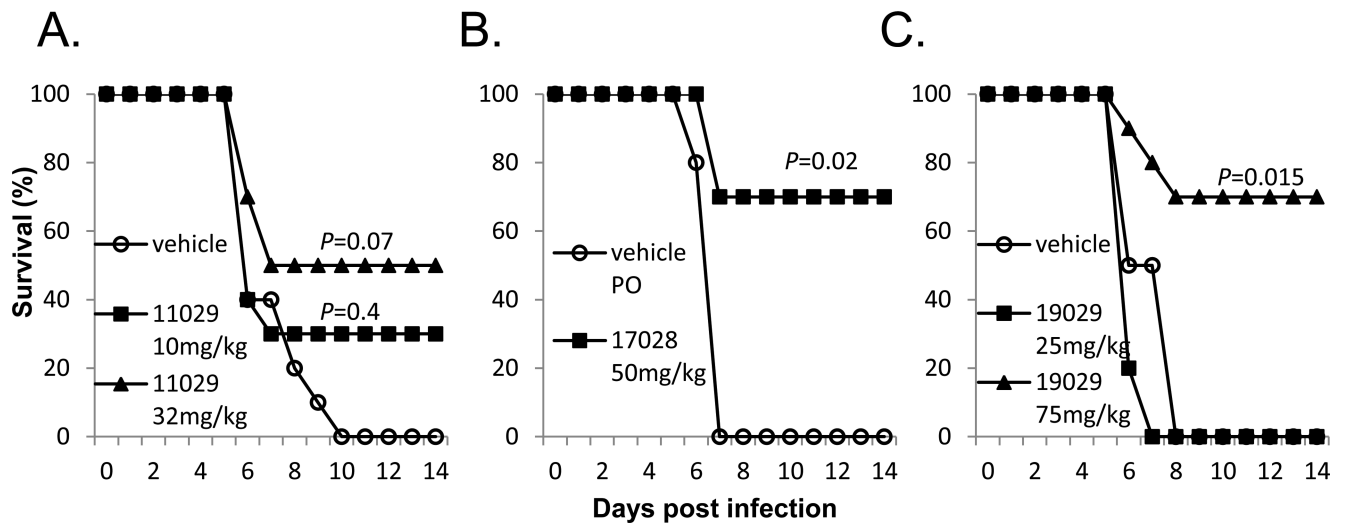 A.
B.
C.
Survival (%)
100
80
60
40
20
0
0 2 4 6 8 10 12 14
vehicle
11029
10mg/kg
11029
32mg/kg
P=0.07
P=0.4
100
80
60
40
20
0
0 2 4 6 8 10 12 14
vehicle
PO
17028
50mg/kg
P=0.02
100
80
60
40
20
0
0 2 4 6 8 10 12 14
vehicle
19029
25mg/kg
19029
75mg/kg
P=0.015
Days post infection